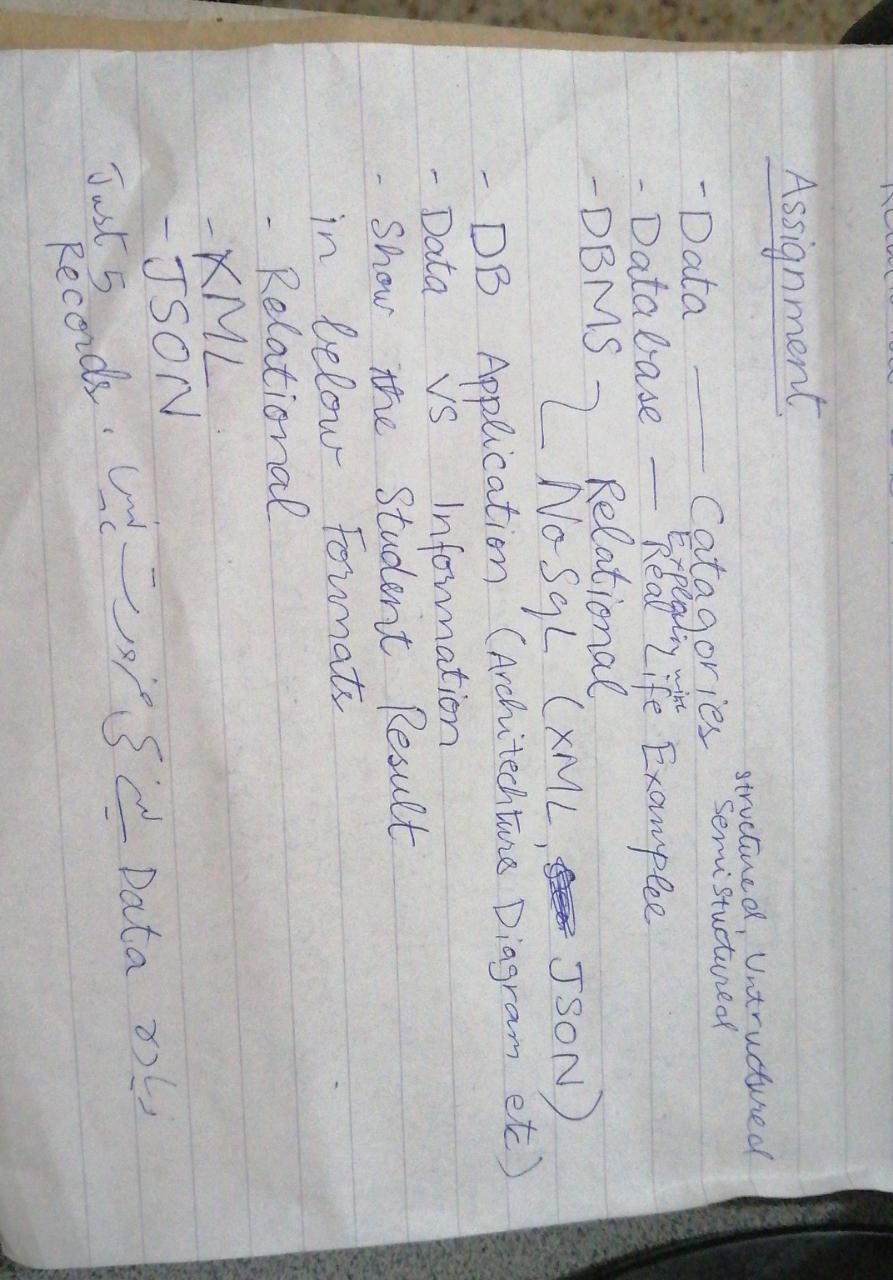 Assignment
structured, Untructured
- Data —— Catagories Semistuctured
Explain with
- Database — Real Life Examplee
- DBMS Relational
NoSqL (XML, JSON)
- DB Application (Architechture Diagram etc)
- Data VS Information
- Show the Student Result
in below Formats
- Relational
- XML
- JSON
زیادہ Data لینے کی ضرورت نہیں ،
Just 5
Records